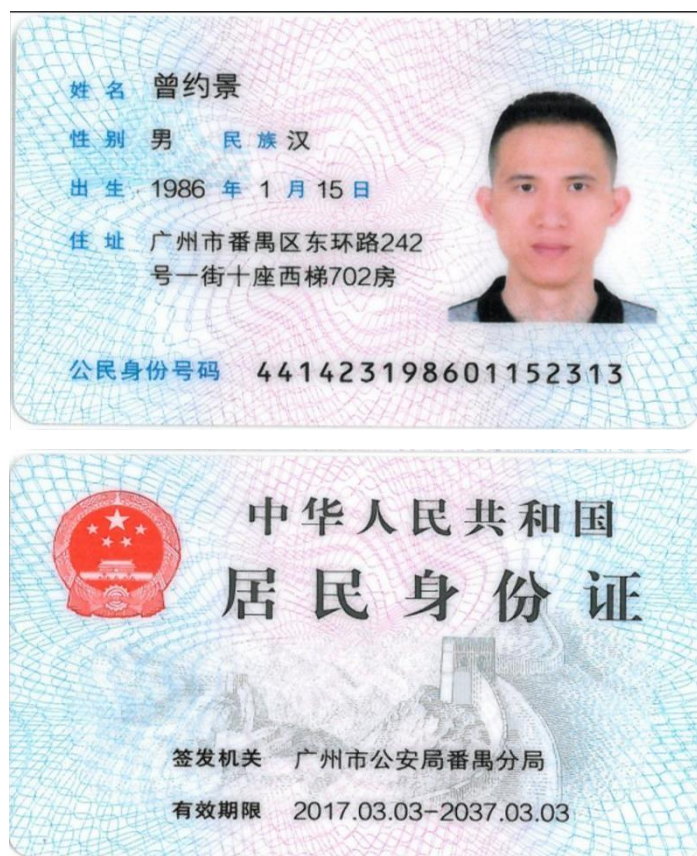 姓名 曾约景
性别 男 民族 汉
出生 1986 年 1 月 15 日
住址 广州市番禺区东环路242
号一街十座西梯702房
公民身份号码 441423198601152313
中华人民共和国
居民身份证
签发机关 广州市公安局番禺分局
有效期限 2017.03.03-2037.03.03